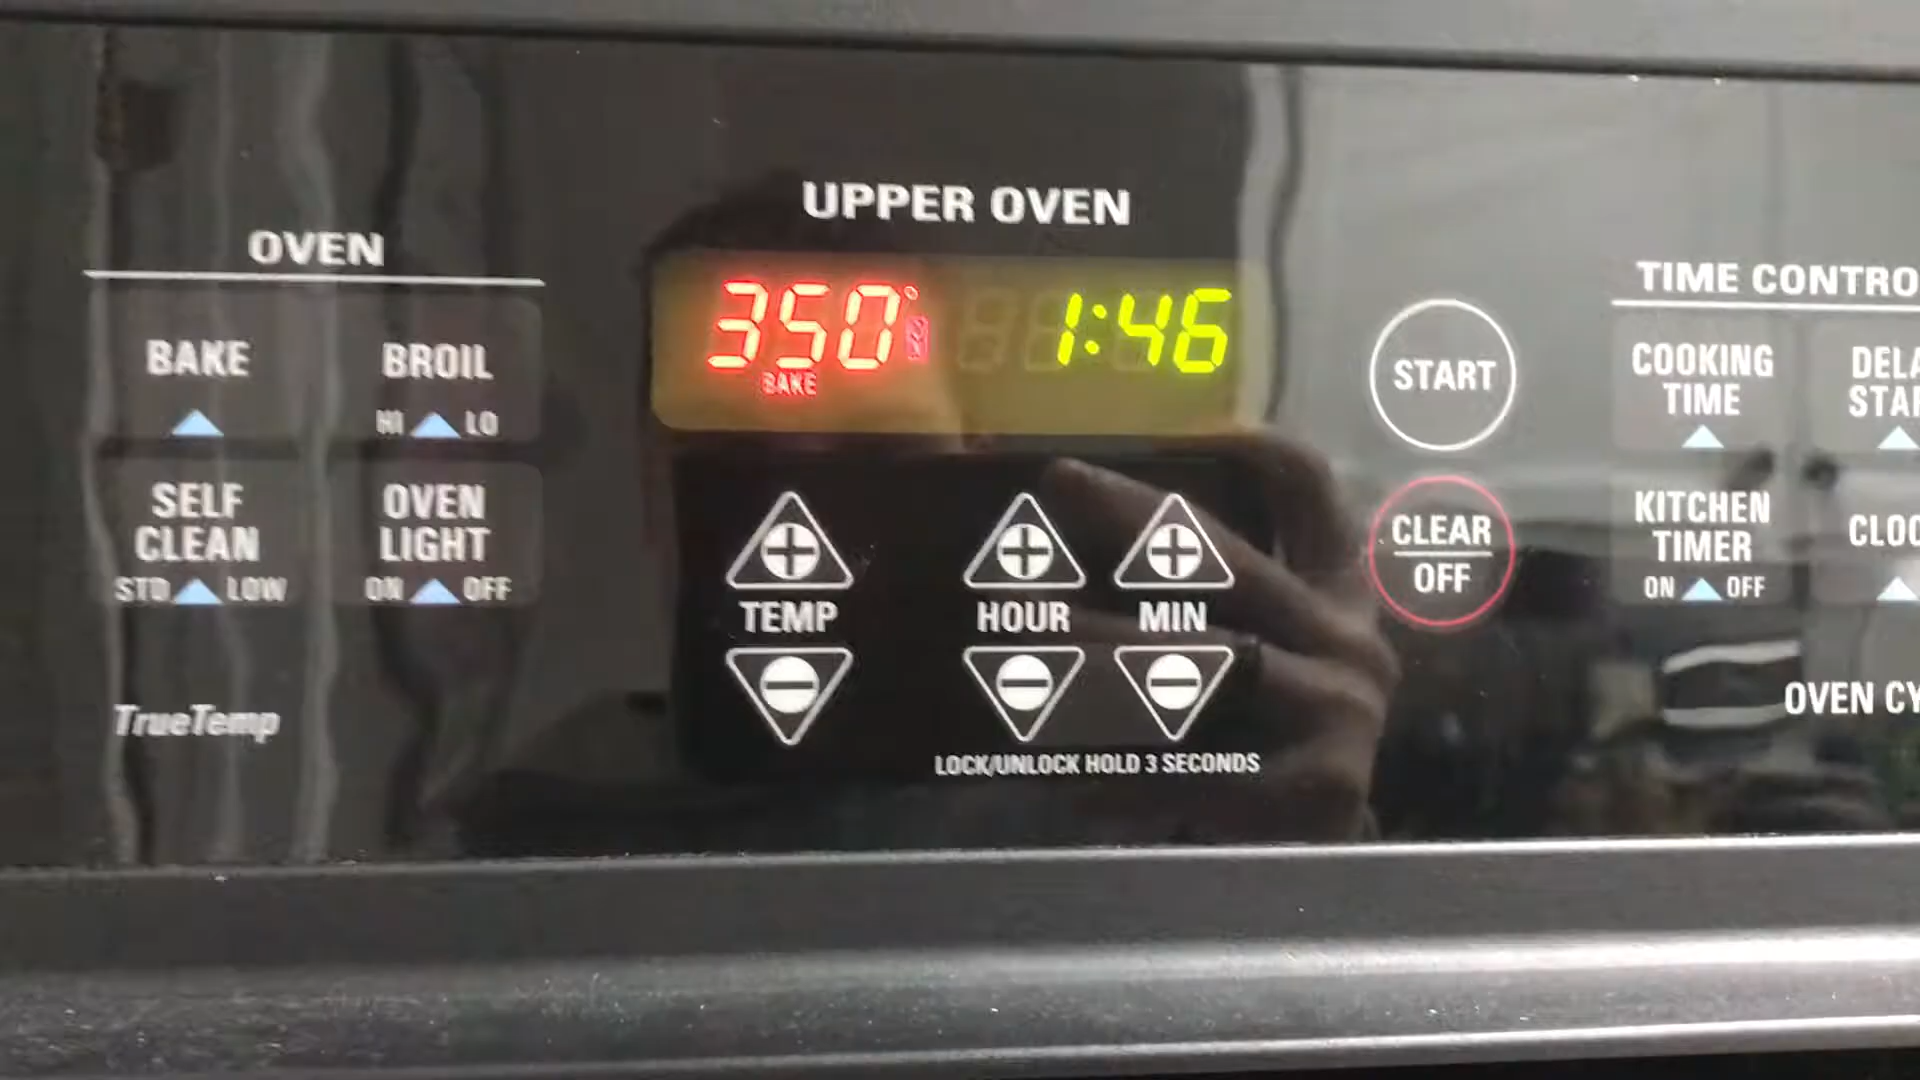 UPPER OVEN
OVEN
BAKE
BROIL
HI LO
SELF
CLEAN
STD LOW
OVEN
LIGHT
ON OFF
TrueTemp
350°
BAKE
1:46
TEMP
HOUR
MIN
LOCK/UNLOCK HOLD 3 SECONDS
START
CLEAR
OFF
TIME CONTRO
COOKING
TIME
DELA
STAR
KITCHEN
TIMER
ON OFF
CLOC
OVEN CY